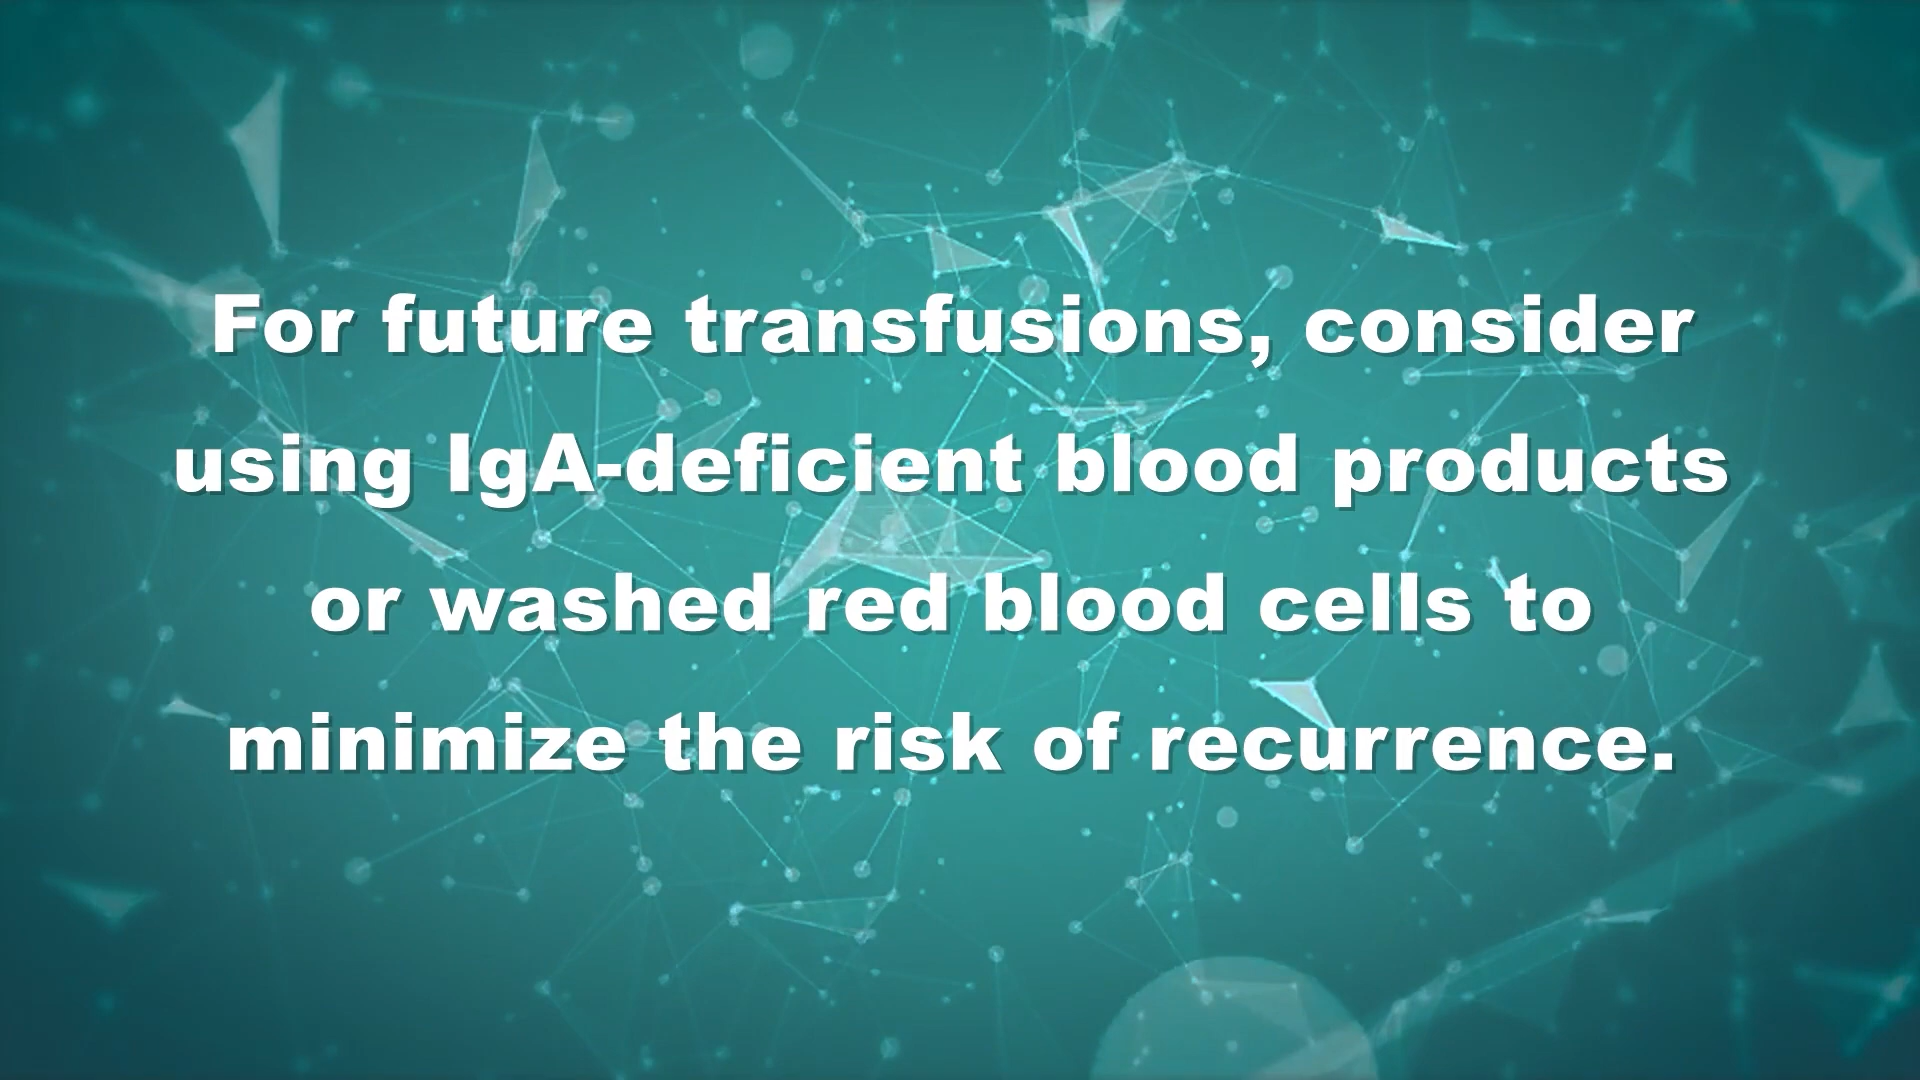 For future transfusions, consider
using IgA-deficient blood products
or washed red blood cells to
minimize the risk of recurrence.